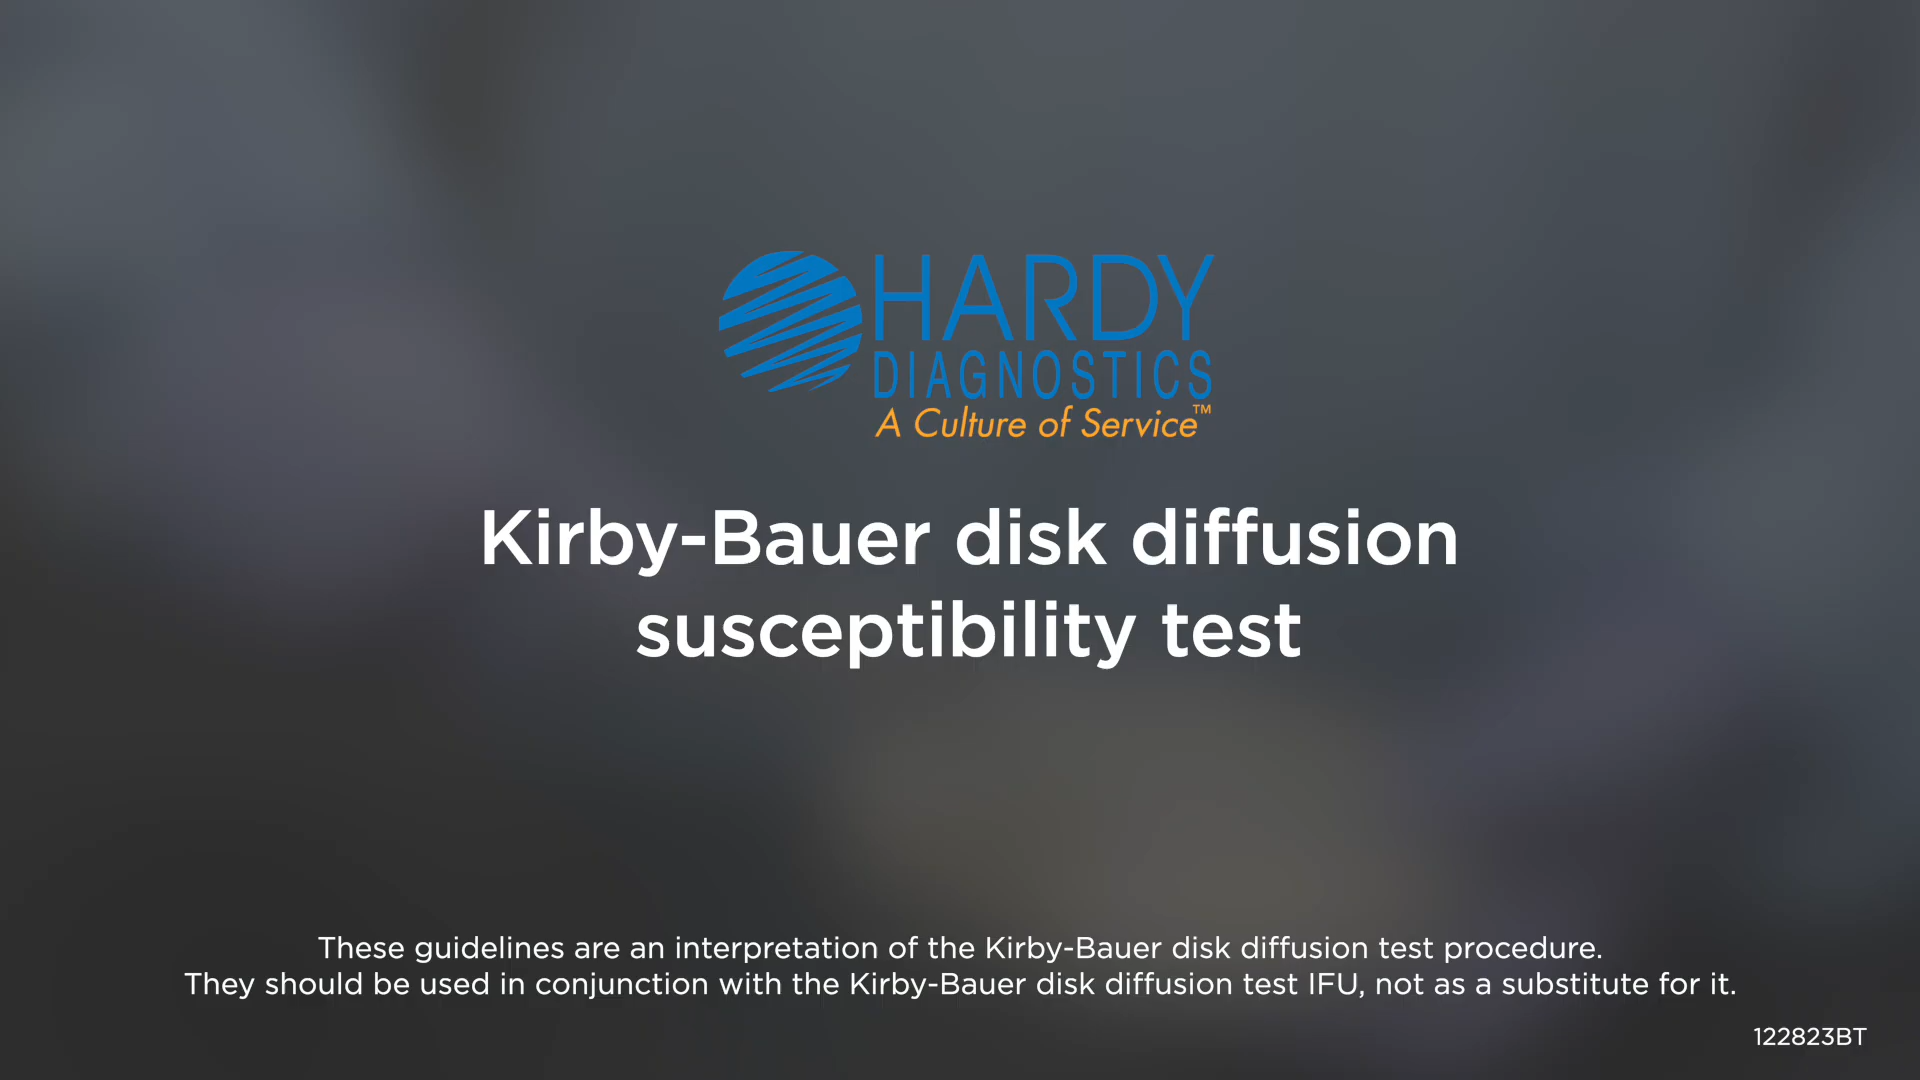 HARDY
DIAGNOSTICS
A Culture of Service™
Kirby-Bauer disk diffusion
susceptibility test
These guidelines are an interpretation of the Kirby-Bauer disk diffusion test procedure.
They should be used in conjunction with the Kirby-Bauer disk diffusion test IFU, not as a substitute for it.
122823BT